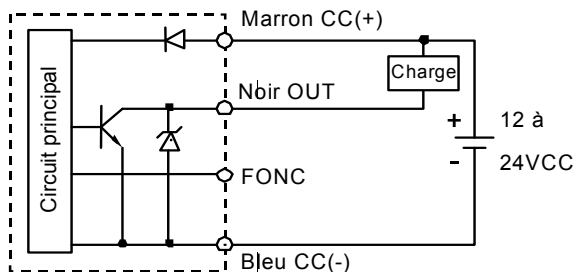 Marron CC(+)
Charge
Noir OUT
Circuit principal
+ 12 à
- 24VCC
FONC
Bleu CC(-)